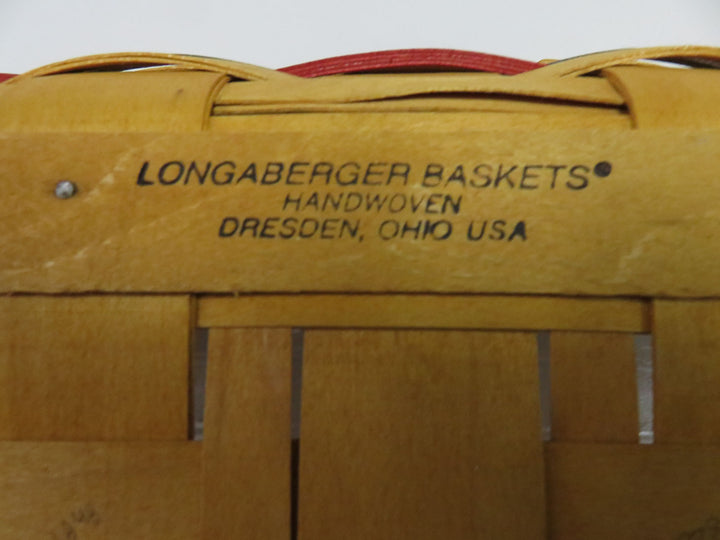 LONGABERGER BASKETS®
HANDWOVEN
DRESDEN, OHIO USA